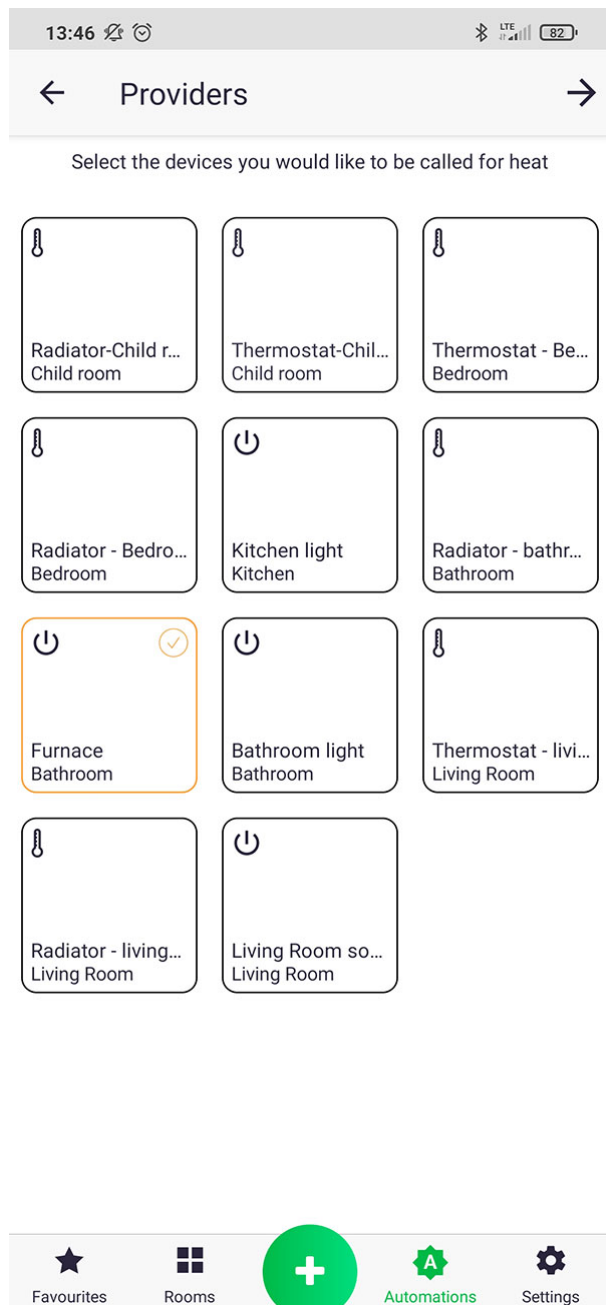 13:46 LTE 82
Providers
Select the devices you would like to be called for heat
Radiator-Child r...
Child room
Thermostat-Chil...
Child room
Thermostat - Be...
Bedroom
Radiator - Bedro...
Bedroom
Kitchen light
Kitchen
Radiator - bathr...
Bathroom
Furnace
Bathroom
Bathroom light
Bathroom
Thermostat - livi...
Living Room
Radiator - living...
Living Room
Living Room so...
Living Room
A
Favourites Rooms Automations Settings